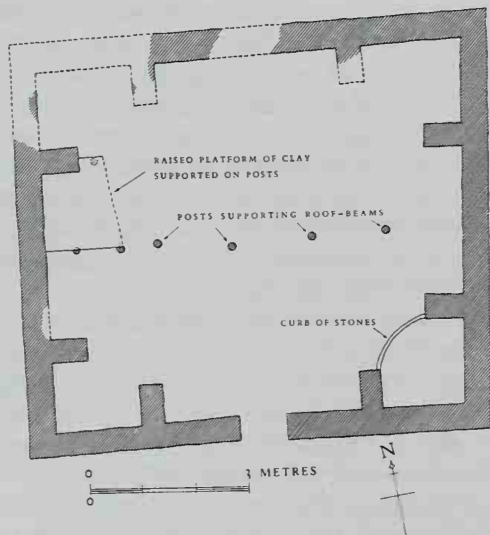 RAISED PLATFORM OF CLAY
SUPPORTED ON POSTS
POSTS SUPPORTING ROOF-BEAMS
CURB OF STONES
N
0 3 METRES
0